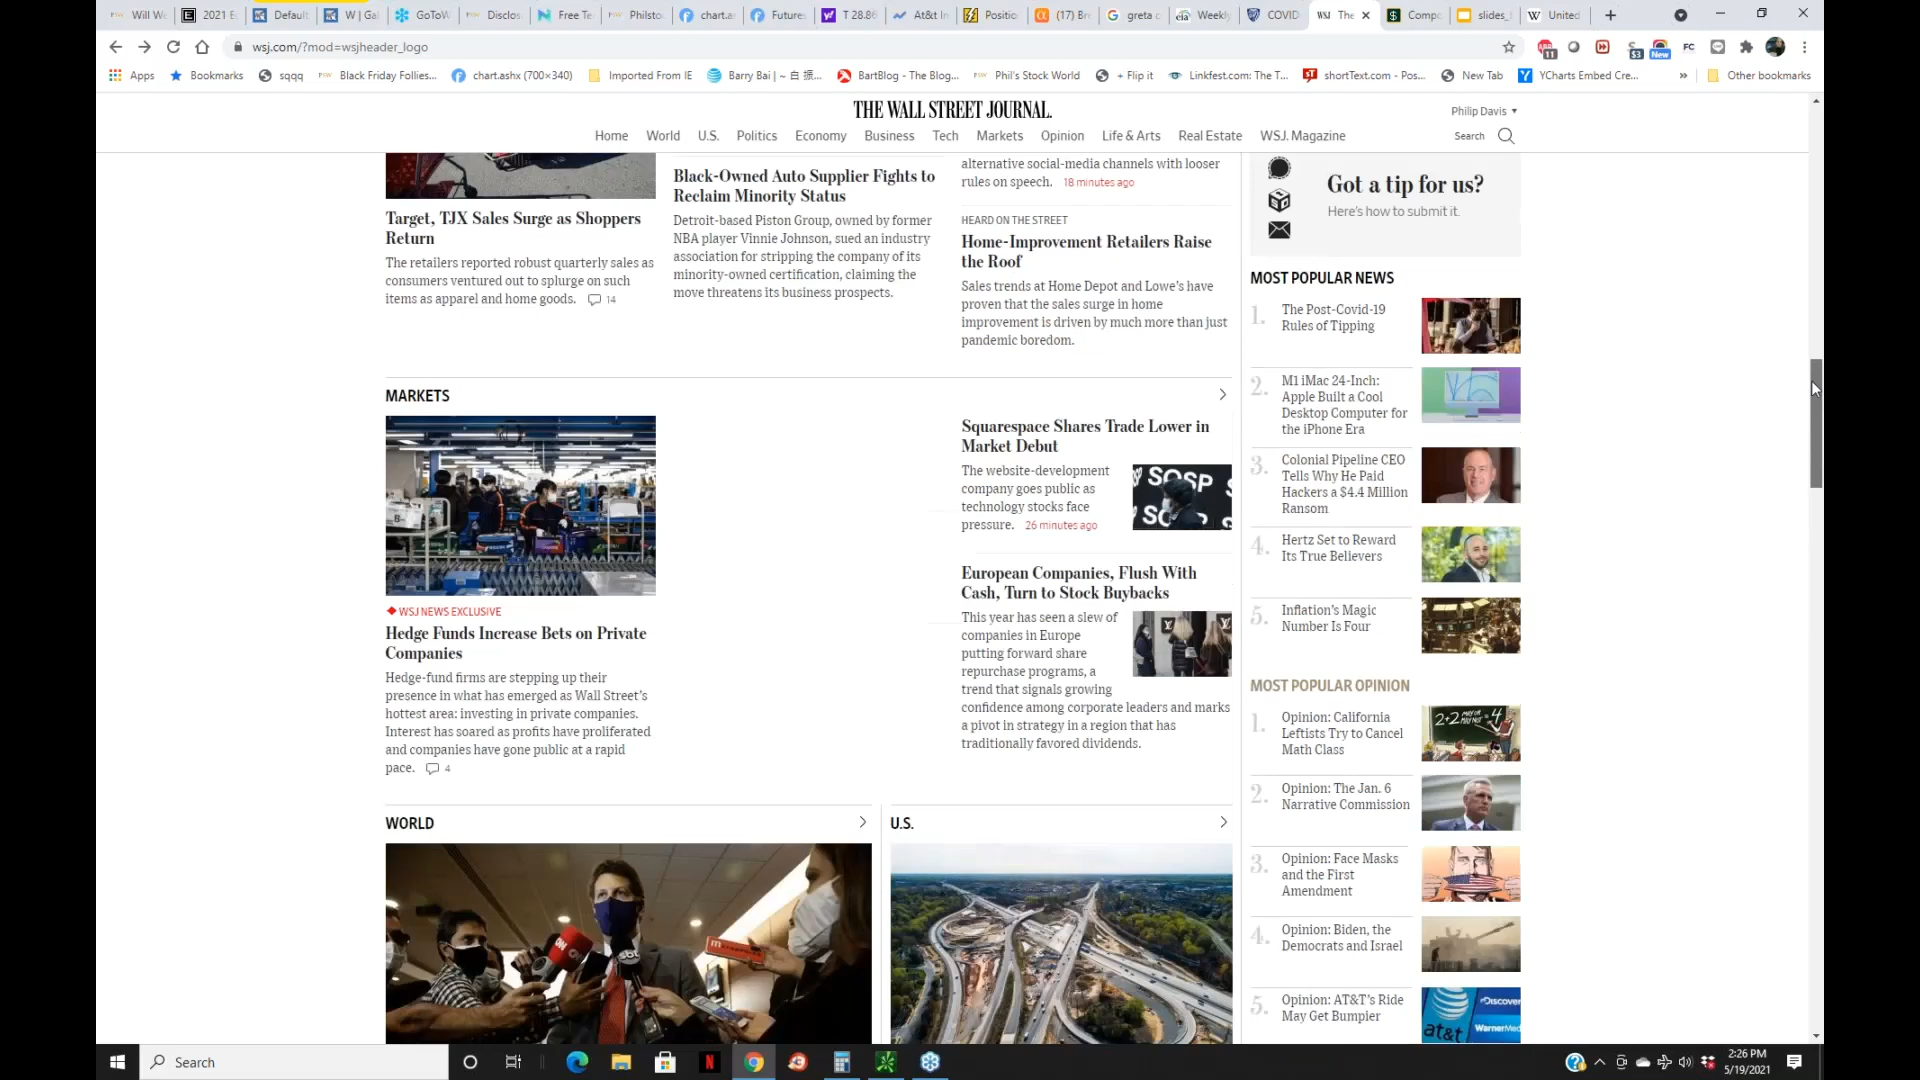 Will We
2021 E
Default
W | Gal
GoToW
Disclos
Free Te
Philsto
chart.as
Futures
T 28.86
At&t In
Positio
(17) Br
greta c
Weekly
COVID
The
Comp
slides_
United
wsj.com/?mod=wsjheader_logo
Apps
Bookmarks
sqqq
Black Friday Follies...
chart.ashx (700×340)
Imported From IE
Barry Bai | ~ 白 振...
BartBlog - The Blog...
Phil's Stock World
+ Flip it
Linkfest.com: The T...
shortText.com - Pos...
New Tab
YCharts Embed Cre...
»
Other bookmarks
THE WALL STREET JOURNAL.
Philip Davis
Home World U.S. Politics Economy Business Tech Markets Opinion Life & Arts Real Estate WSJ. Magazine
Search
Target, TJX Sales Surge as Shoppers
Return
The retailers reported robust quarterly sales as
consumers ventured out to splurge on such
items as apparel and home goods. 14
Black-Owned Auto Supplier Fights to
Reclaim Minority Status
Detroit-based Piston Group, owned by former
NBA player Vinnie Johnson, sued an industry
association for stripping the company of its
minority-owned certification, claiming the
move threatens its business prospects.
alternative social-media channels with looser
rules on speech. 18 minutes ago
HEARD ON THE STREET
Home-Improvement Retailers Raise
the Roof
Sales trends at Home Depot and Lowe's have
proven that the sales surge in home
improvement is driven by much more than just
pandemic boredom.
MARKETS
WSJ NEWS EXCLUSIVE
Hedge Funds Increase Bets on Private
Companies
Hedge-fund firms are stepping up their
presence in what has emerged as Wall Street's
hottest area: investing in private companies.
Interest has soared as profits have proliferated
and companies have gone public at a rapid
pace. 4
Squarespace Shares Trade Lower in
Market Debut
The website-development
company goes public as
technology stocks face
pressure. 26 minutes ago
SQSP
European Companies, Flush With
Cash, Turn to Stock Buybacks
This year has seen a slew of
companies in Europe
putting forward share
repurchase programs, a
trend that signals growing
confidence among corporate leaders and marks
a pivot in strategy in a region that has
traditionally favored dividends.
WORLD
CNN
sbt
U.S.
Got a tip for us?
Here's how to submit it.
MOST POPULAR NEWS
1. The Post-Covid-19
Rules of Tipping
2. M1 iMac 24-Inch:
Apple Built a Cool
Desktop Computer for
the iPhone Era
3. Colonial Pipeline CEO
Tells Why He Paid
Hackers a $4.4 Million
Ransom
4. Hertz Set to Reward
Its True Believers
5. Inflation's Magic
Number Is Four
MOST POPULAR OPINION
1. Opinion: California
Leftists Try to Cancel
Math Class
2+2 MAY OR MAY NOT = 4
2. Opinion: The Jan. 6
Narrative Commission
3. Opinion: Face Masks
and the First
Amendment
4. Opinion: Biden, the
Democrats and Israel
5. Opinion: AT&T's Ride
May Get Bumpier
at&t
Discover
WarnerMed
Search
2:26 PM
5/19/2021